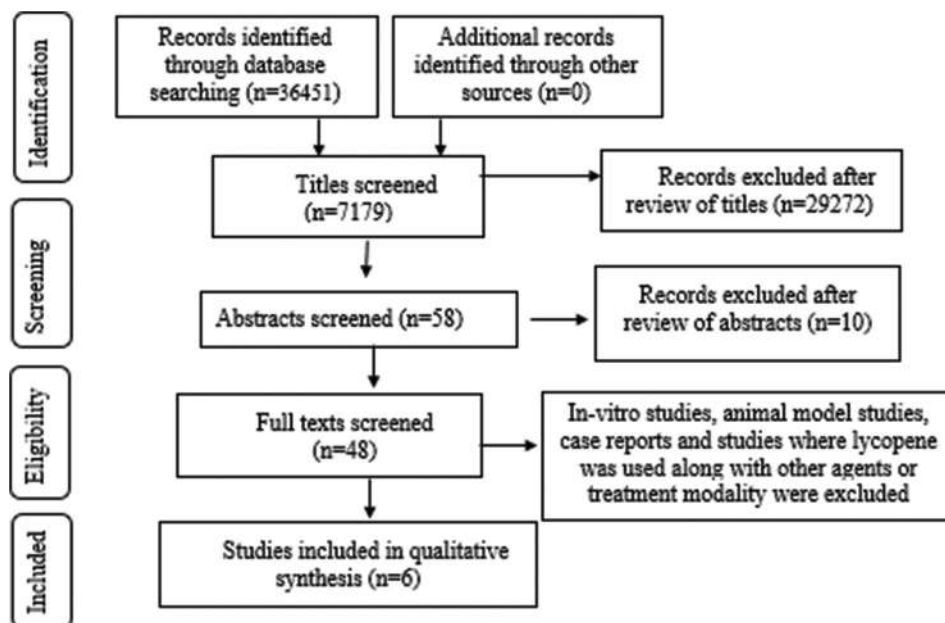 Identification
Records identified
through database
searching (n=36451)
Additional records
identified through other
sources (n=0)
Titles screened
(n=7179)
Records excluded after
review of titles (n=29272)
Screening
Abstracts screened (n=58)
Records excluded after
review of abstracts (n=10)
Eligibility
Full texts screened
(n=48)
In-vitro studies, animal model studies,
case reports and studies where lycopene
was used along with other agents or
treatment modality were excluded
Included
Studies included in qualitative
synthesis (n=6)